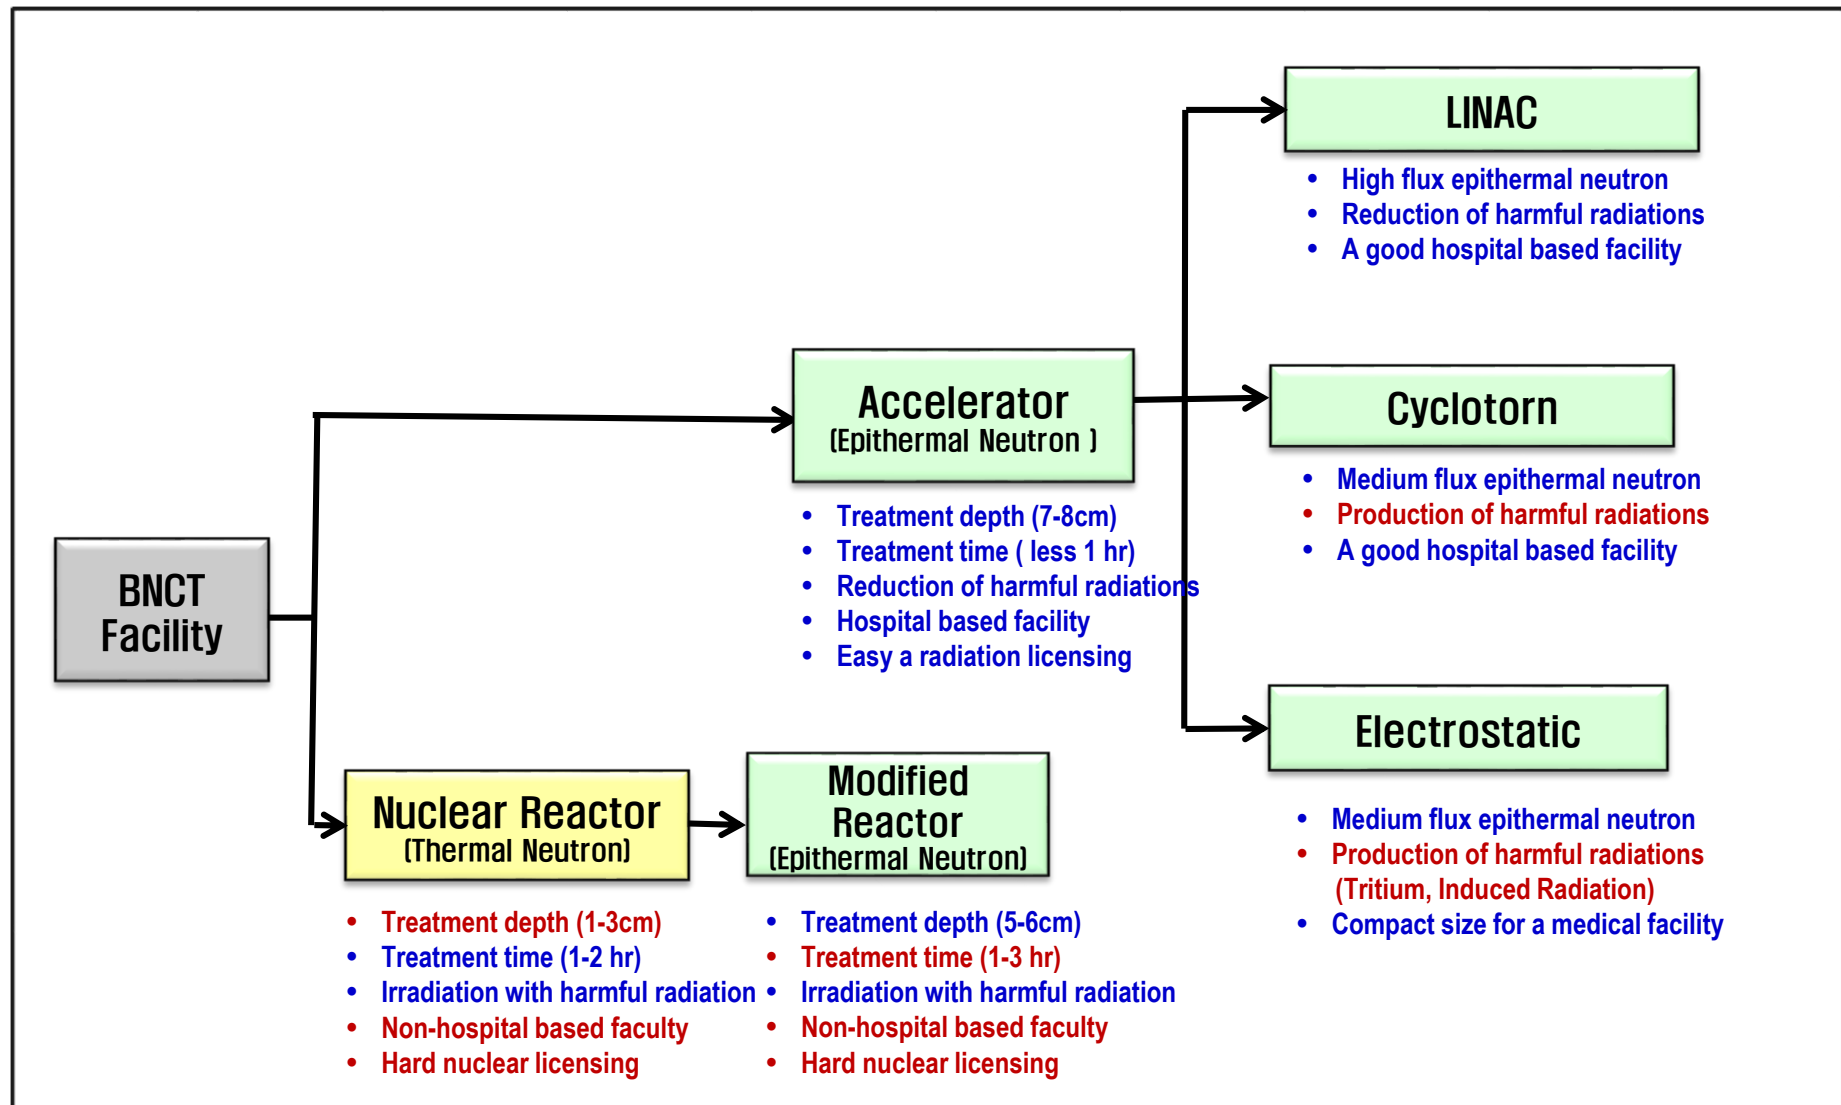 BNCT
Facility
Accelerator
(Epithermal Neutron )
• Treatment depth (7-8cm)
• Treatment time ( less 1 hr)
• Reduction of harmful radiations
• Hospital based facility
• Easy a radiation licensing
LINAC
• High flux epithermal neutron
• Reduction of harmful radiations
• A good hospital based facility
Cyclotorn
• Medium flux epithermal neutron
• Production of harmful radiations
• A good hospital based facility
Electrostatic
• Medium flux epithermal neutron
• Production of harmful radiations
(Tritium, Induced Radiation)
• Compact size for a medical facility
Nuclear Reactor
(Thermal Neutron)
• Treatment depth (1-3cm)
• Treatment time (1-2 hr)
• Irradiation with harmful radiation
• Non-hospital based faculty
• Hard nuclear licensing
Modified
Reactor
(Epithermal Neutron)
• Treatment depth (5-6cm)
• Treatment time (1-3 hr)
• Irradiation with harmful radiation
• Non-hospital based faculty
• Hard nuclear licensing